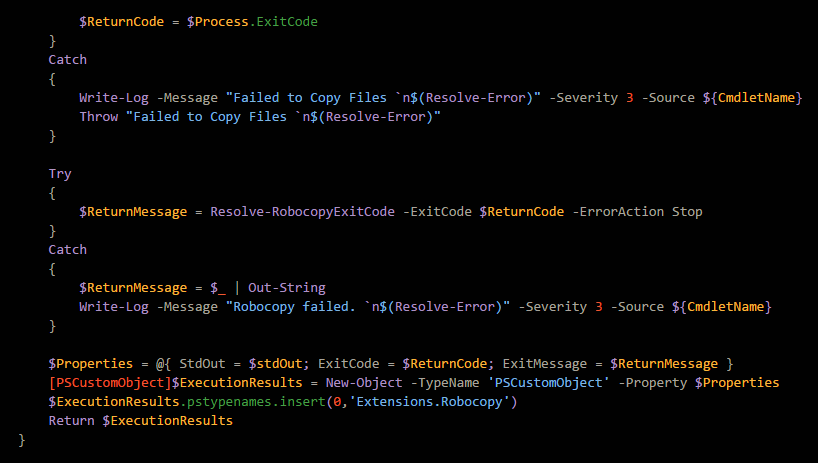 $ReturnCode = $Process.ExitCode
}
Catch
{
Write-Log -Message "Failed to Copy Files `n$(Resolve-Error)" -Severity 3 -Source ${CmdletName}
Throw "Failed to Copy Files `n$(Resolve-Error)"
}
Try
{
$ReturnMessage = Resolve-RobocopyExitCode -ExitCode $ReturnCode -ErrorAction Stop
}
Catch
{
$ReturnMessage = $_ | Out-String
Write-Log -Message "Robocopy failed. `n$(Resolve-Error)" -Severity 3 -Source ${CmdletName}
}
$Properties = @{ StdOut = $stdOut; ExitCode = $ReturnCode; ExitMessage = $ReturnMessage }
[PSCustomObject]$ExecutionResults = New-Object -TypeName 'PSCustomObject' -Property $Properties
$ExecutionResults.pstypenames.insert(0,'Extensions.Robocopy')
Return $ExecutionResults
}